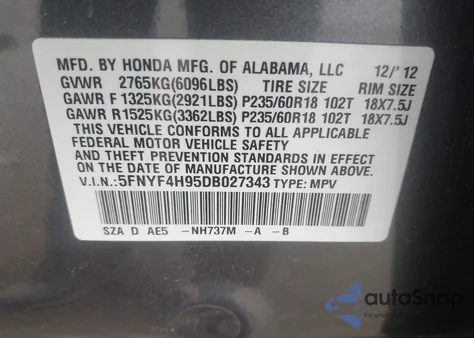 MFD. BY HONDA MFG. OF ALABAMA, LLC 12/'12
GVWR 2765KG(6096LBS) TIRE SIZE RIM SIZE
GAWR F 1325KG(2921LBS) P235/60R18 102T 18X7.5J
GAWR R1525KG(3362LBS) P235/60R18 102T 18X7.5J
THIS VEHICLE CONFORMS TO ALL APPLICABLE
FEDERAL MOTOR VEHICLE SAFETY
AND THEFT PREVENTION STANDARDS IN
EFFECT ON THE DATE OF MANUFACTURE
SHOWN ABOVE.
V.I.N.:5FNYF4H95DB027343 TYPE: MPV
SZA D AE5 -NH737M -A -B
autoSnap